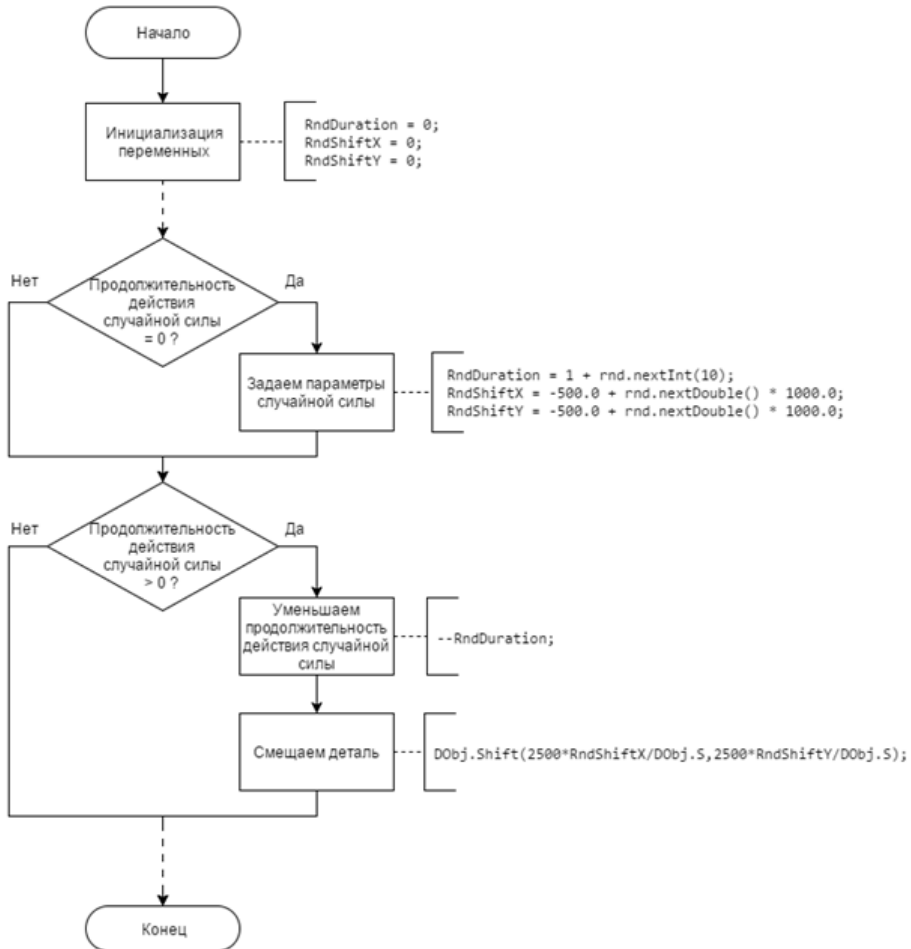 Начало
Инициализация
переменных
RndDuration = 0;
RndShiftX = 0;
RndShiftY = 0;
Нет
Да
Продолжительность
действия
случайной силы
= 0 ?
Задаем параметры
случайной силы
RndDuration = 1 + rnd.nextInt(10);
RndShiftX = -500.0 + rnd.nextDouble() * 1000.0;
RndShiftY = -500.0 + rnd.nextDouble() * 1000.0;
Нет
Да
Продолжительность
действия
случайной силы
> 0 ?
Уменьшаем
продолжительность
действия случайной
силы
--RndDuration;
Смещаем деталь
DObj.Shift(2500*RndShiftX/DObj.S,2500*RndShiftY/DObj.S);
Конец